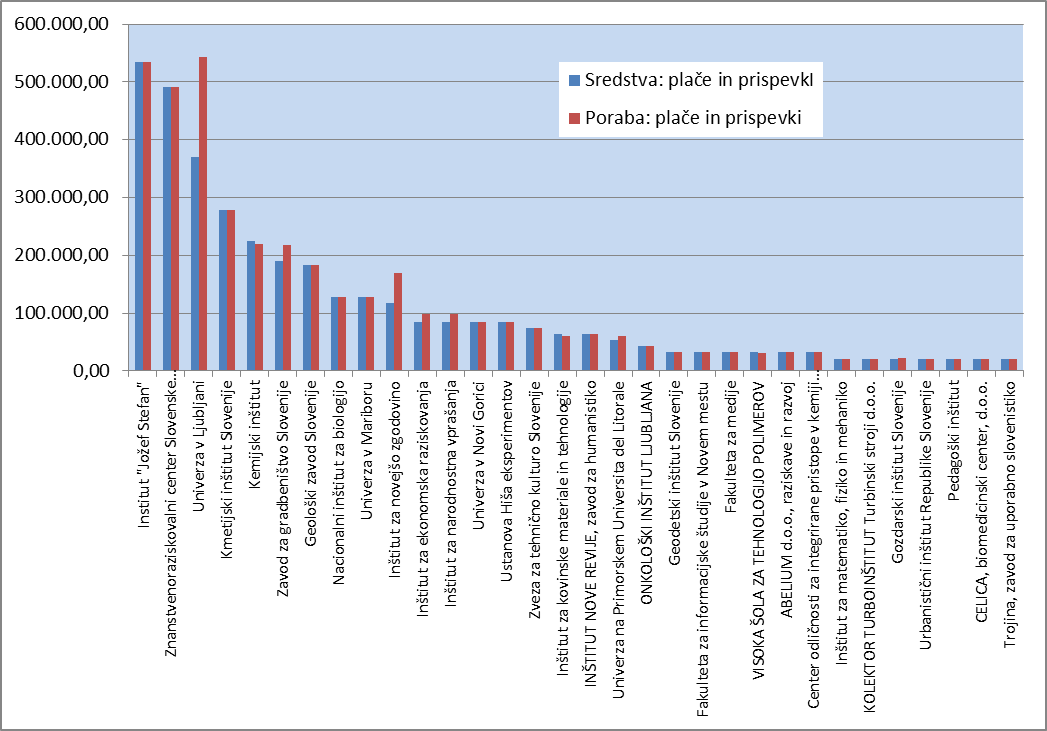 600.000,00
500.000,00
400.000,00
300.000,00
200.000,00
100.000,00
0,00
Sredstva: plače in prispevkI
Poraba: plače in prispevki
Institut "Jožef Stefan"
Znanstvenoraziskovalni center Slovenske...
Univerza v Ljubljani
Kmetijski inštitut Slovenije
Kemijski inštitut
Zavod za gradbeništvo Slovenije
Geološki zavod Slovenije
Nacionalni inštitut za biologijo
Univerza v Mariboru
Inštitut za novejšo zgodovino
Inštitut za ekonomska raziskovanja
Inštitut za narodnostna vprašanja
Univerza v Novi Gorici
Ustanova Hiša eksperimentov
Zveza za tehnično kulturo Slovenije
Inštitut za kovinske materiale in tehnologije
INŠTITUT NOVE REVIJE, zavod za humanistiko
Univerza na Primorskem Universita del Litorale
ONKOLOŠKI INŠTITUT LJUBLJANA
Geodetski inštitut Slovenije
Fakulteta za informacijske študije v Novem mestu
Fakulteta za medije
VISOKA ŠOLA ZA TEHNOLOGIJO POLIMEROV
ABELIUM d.o.o., raziskave in razvoj
Center odličnosti za integrirane pristope v kemiji...
Inštitut za matematiko, fiziko in mehaniko
KOLEKTOR TURBOINŠTITUT Turbinski stroji d.o.o.
Gozdarski inštitut Slovenije
Urbanistični inštitut Republike Slovenije
Pedagoški inštitut
CELICA, biomedicinski center, d.o.o.
Trojina, zavod za uporabno slovenistiko